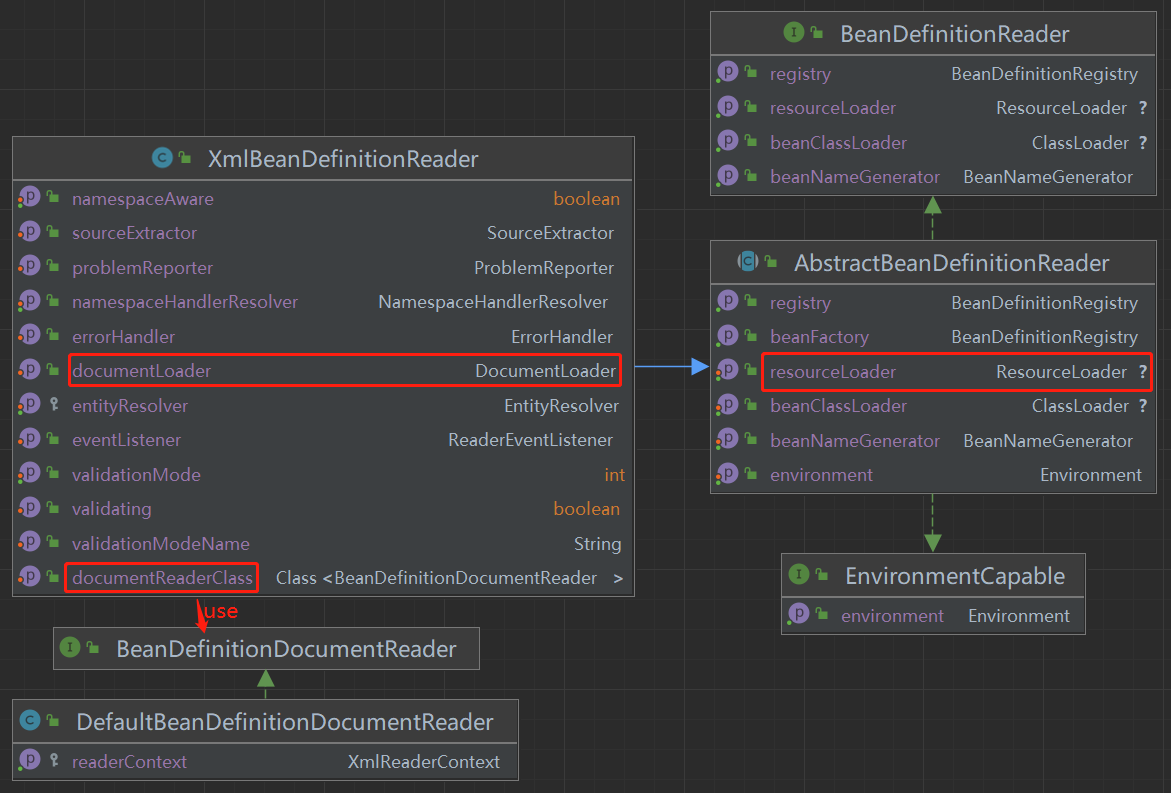 BeanDefinitionReader
registry BeanDefinitionRegistry
resourceLoader ResourceLoader ?
beanClassLoader ClassLoader ?
beanNameGenerator BeanNameGenerator
XmlBeanDefinitionReader
namespaceAware boolean
sourceExtractor SourceExtractor
problemReporter ProblemReporter
namespaceHandlerResolver NamespaceHandlerResolver
errorHandler ErrorHandler
documentLoader DocumentLoader
entityResolver EntityResolver
eventListener ReaderEventListener
validationMode int
validating boolean
validationModeName String
documentReaderClass Class <BeanDefinitionDocumentReader >
AbstractBeanDefinitionReader
registry BeanDefinitionRegistry
beanFactory BeanDefinitionRegistry
resourceLoader ResourceLoader ?
beanClassLoader ClassLoader ?
beanNameGenerator BeanNameGenerator
environment Environment
EnvironmentCapable
environment Environment
use
BeanDefinitionDocumentReader
DefaultBeanDefinitionDocumentReader
readerContext XmlReaderContext